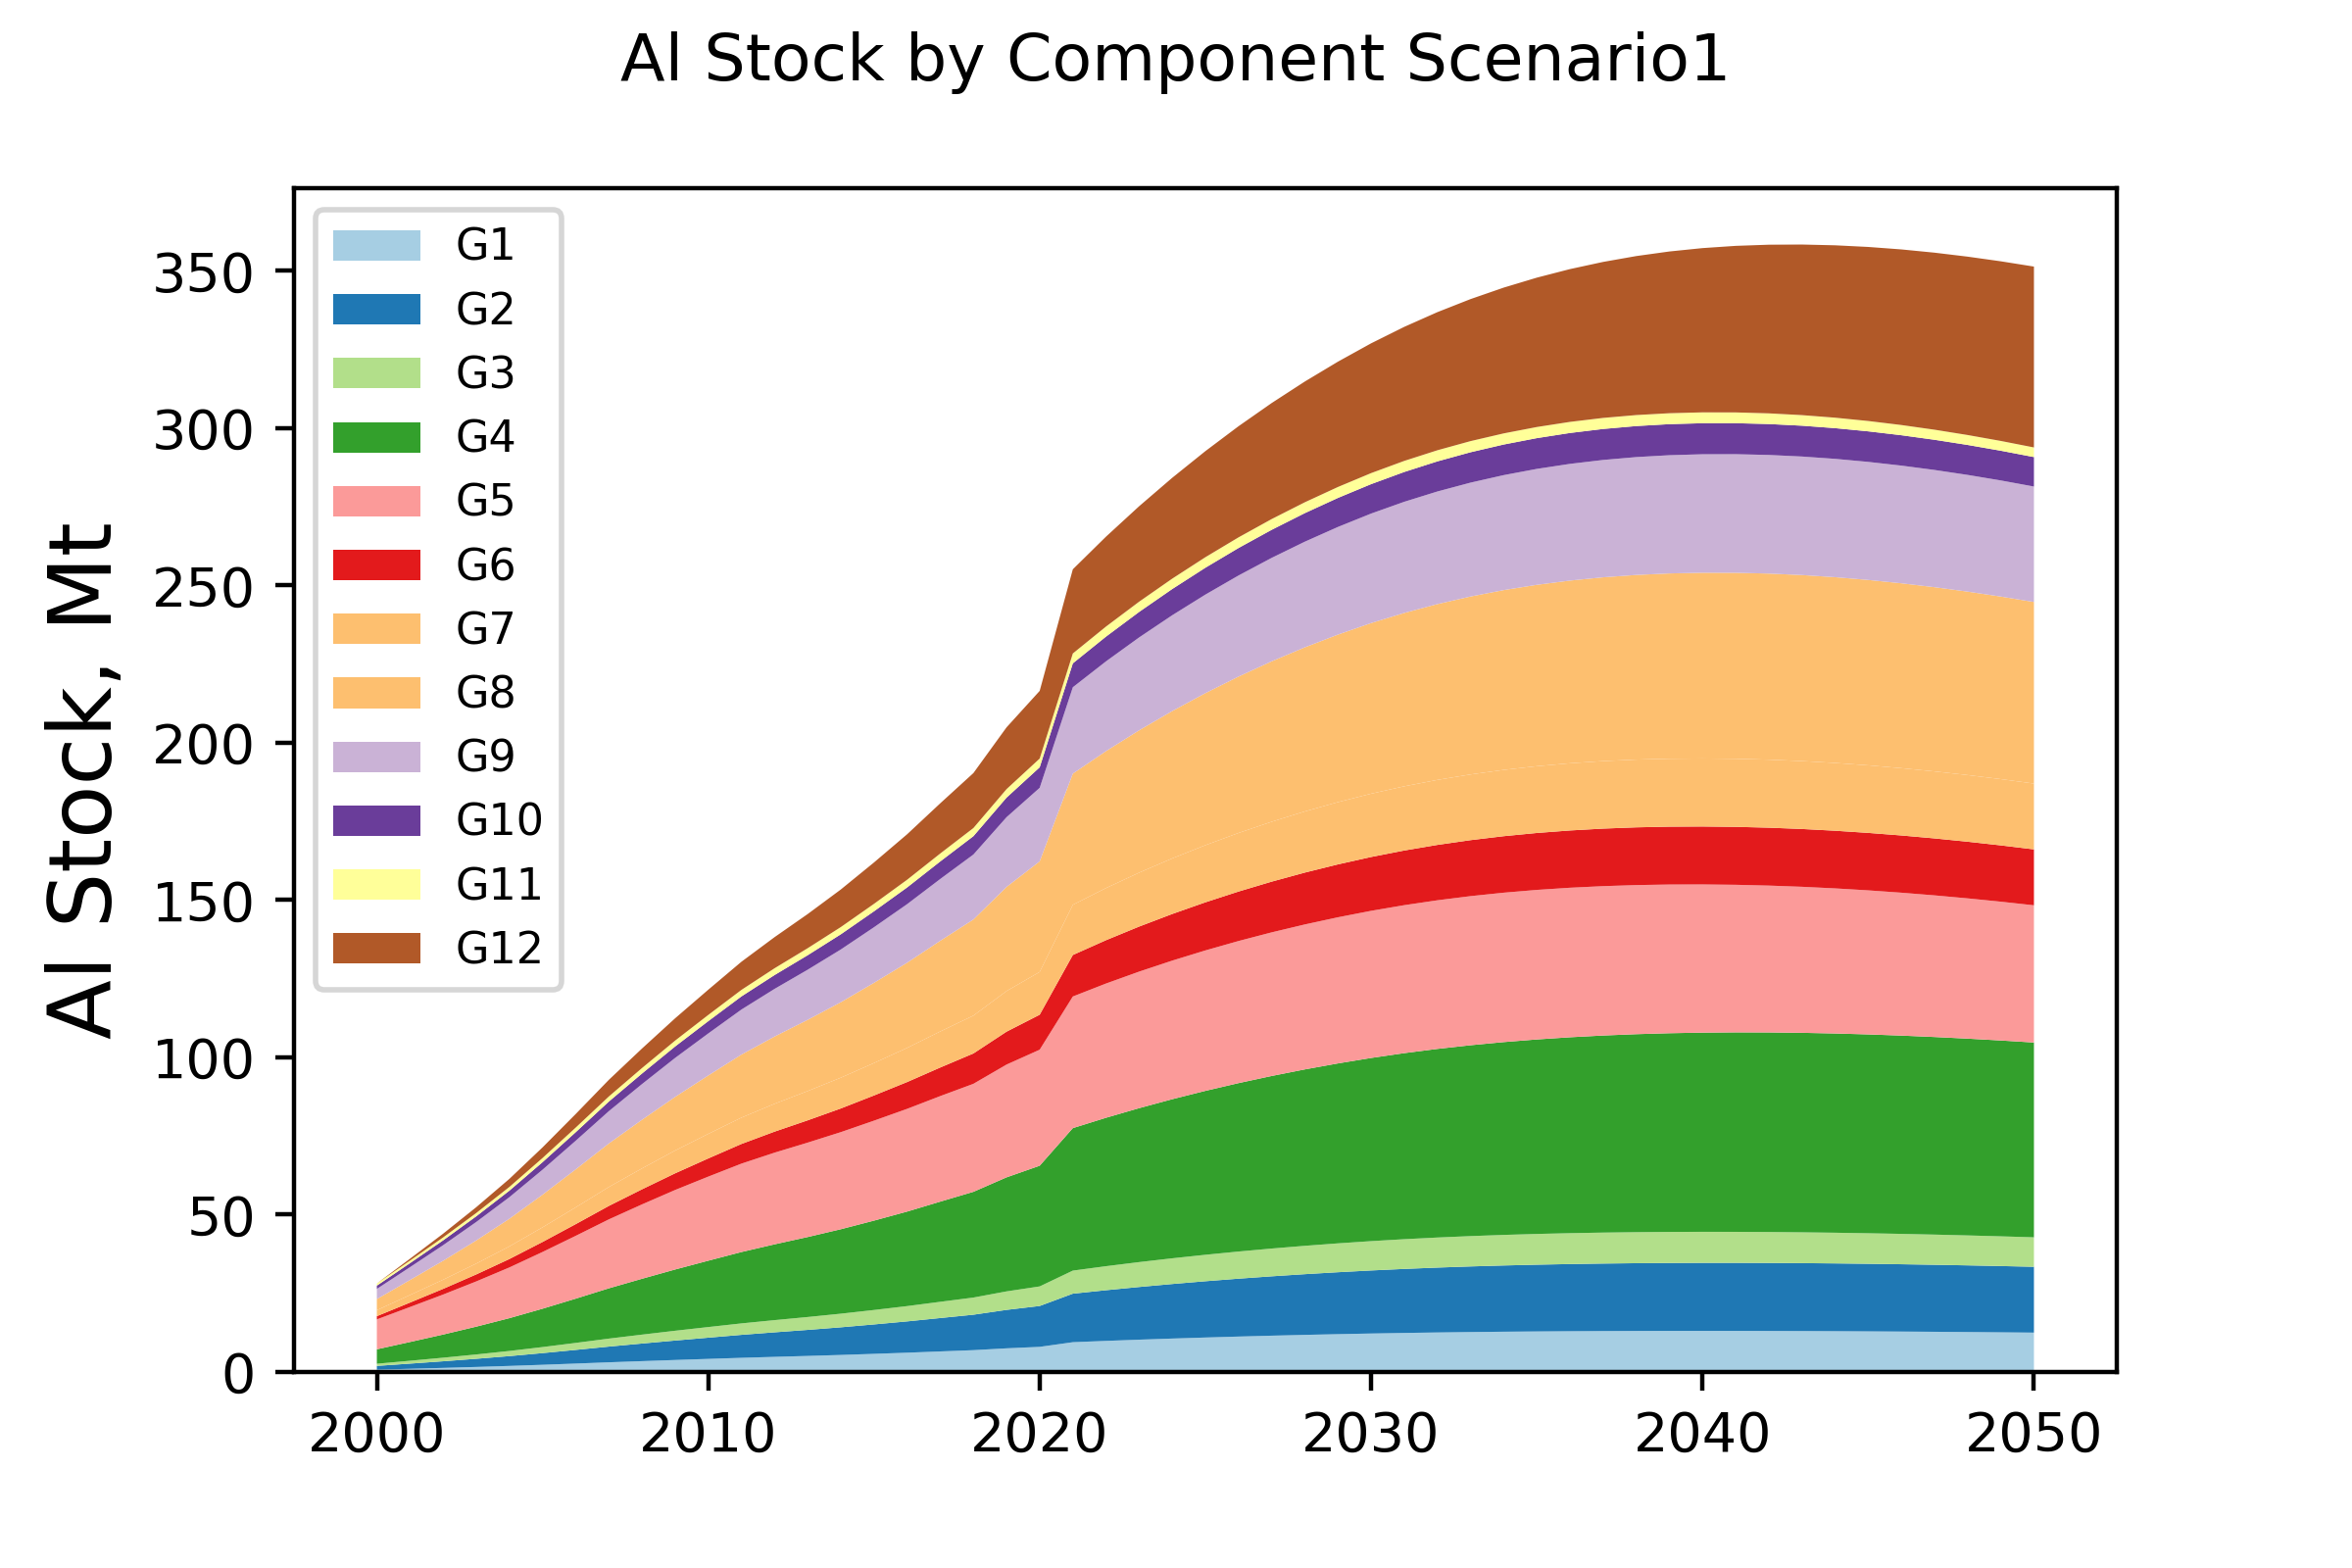 Al Stock by Component Scenario1
Al Stock, Mt
350
300
250
200
150
100
50
0
G1
G2
G3
G4
G5
G6
G7
G8
G9
G10
G11
G12
2000
2010
2020
2030
2040
2050